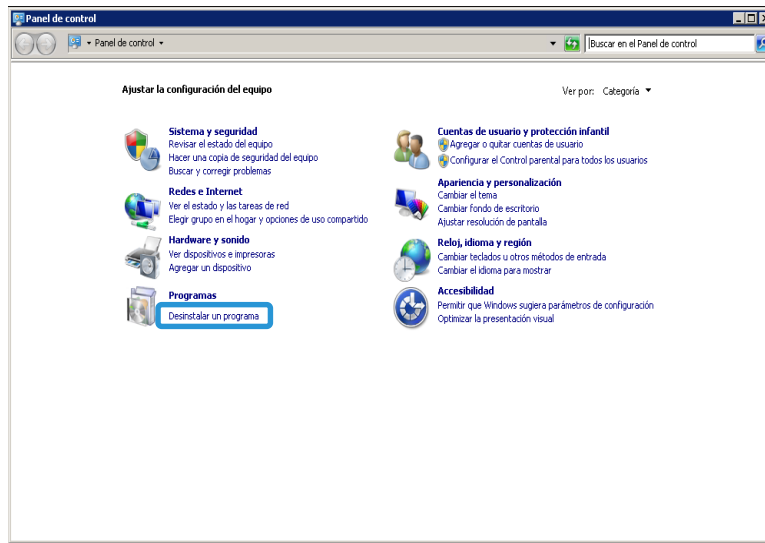 Panel de control
Panel de control
Buscar en el Panel de control
Ajustar la configuración del equipo
Ver por: Categoría
Sistema y seguridad
Revisar el estado del equipo
Hacer una copia de seguridad del equipo
Buscar y corregir problemas
Redes e Internet
Ver el estado y las tareas de red
Elegir grupo en el hogar y opciones de uso compartido
Hardware y sonido
Ver dispositivos e impresoras
Agregar un dispositivo
Programas
Desinstalar un programa
Cuentas de usuario y protección infantil
Agregar o quitar cuentas de usuario
Configurar el Control parental para todos los usuarios
Apariencia y personalización
Cambiar el tema
Cambiar fondo de escritorio
Ajustar resolución de pantalla
Reloj, idioma y región
Cambiar teclados u otros métodos de entrada
Cambiar el idioma para mostrar
Accesibilidad
Permitir que Windows sugiera parámetros de configuración
Optimizar la presentación visual